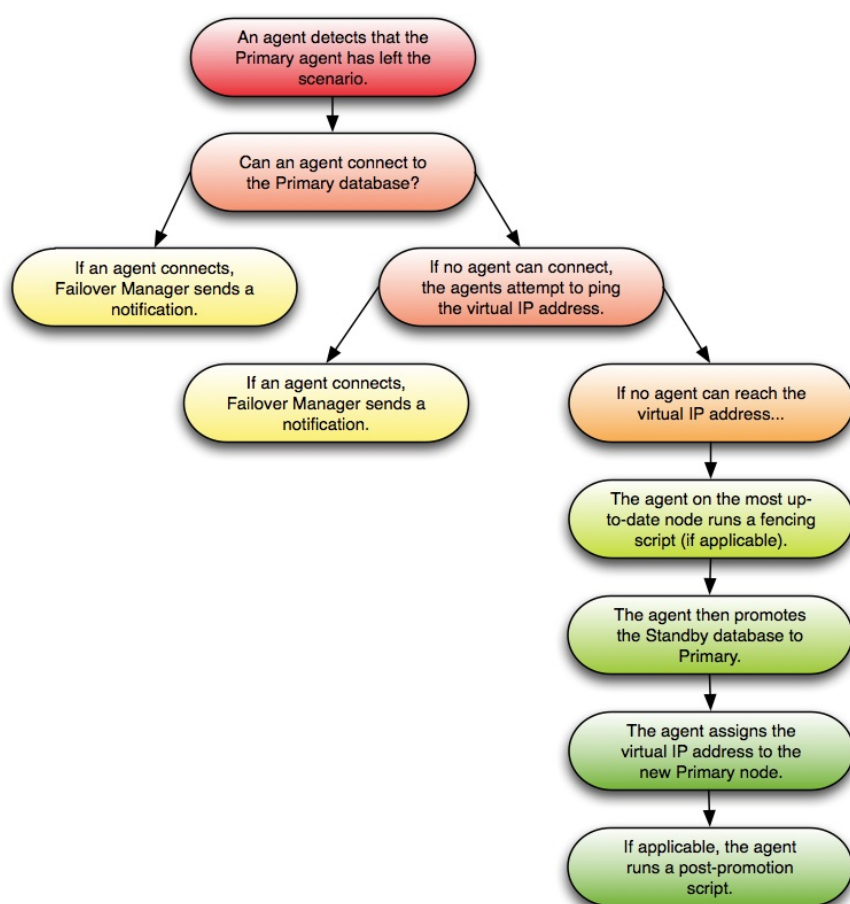 An agent detects that the
Primary agent has left the
scenario.
Can an agent connect to
the Primary database?
If an agent connects,
Failover Manager sends a
notification.
If no agent can connect,
the agents attempt to ping
the virtual IP address.
If an agent connects,
Failover Manager sends a
notification.
If no agent can reach the
virtual IP address...
The agent on the most up-
to-date node runs a fencing
script (if applicable).
The agent then promotes
the Standby database to
Primary.
The agent assigns the
virtual IP address to the
new Primary node.
If applicable, the agent
runs a post-promotion
script.